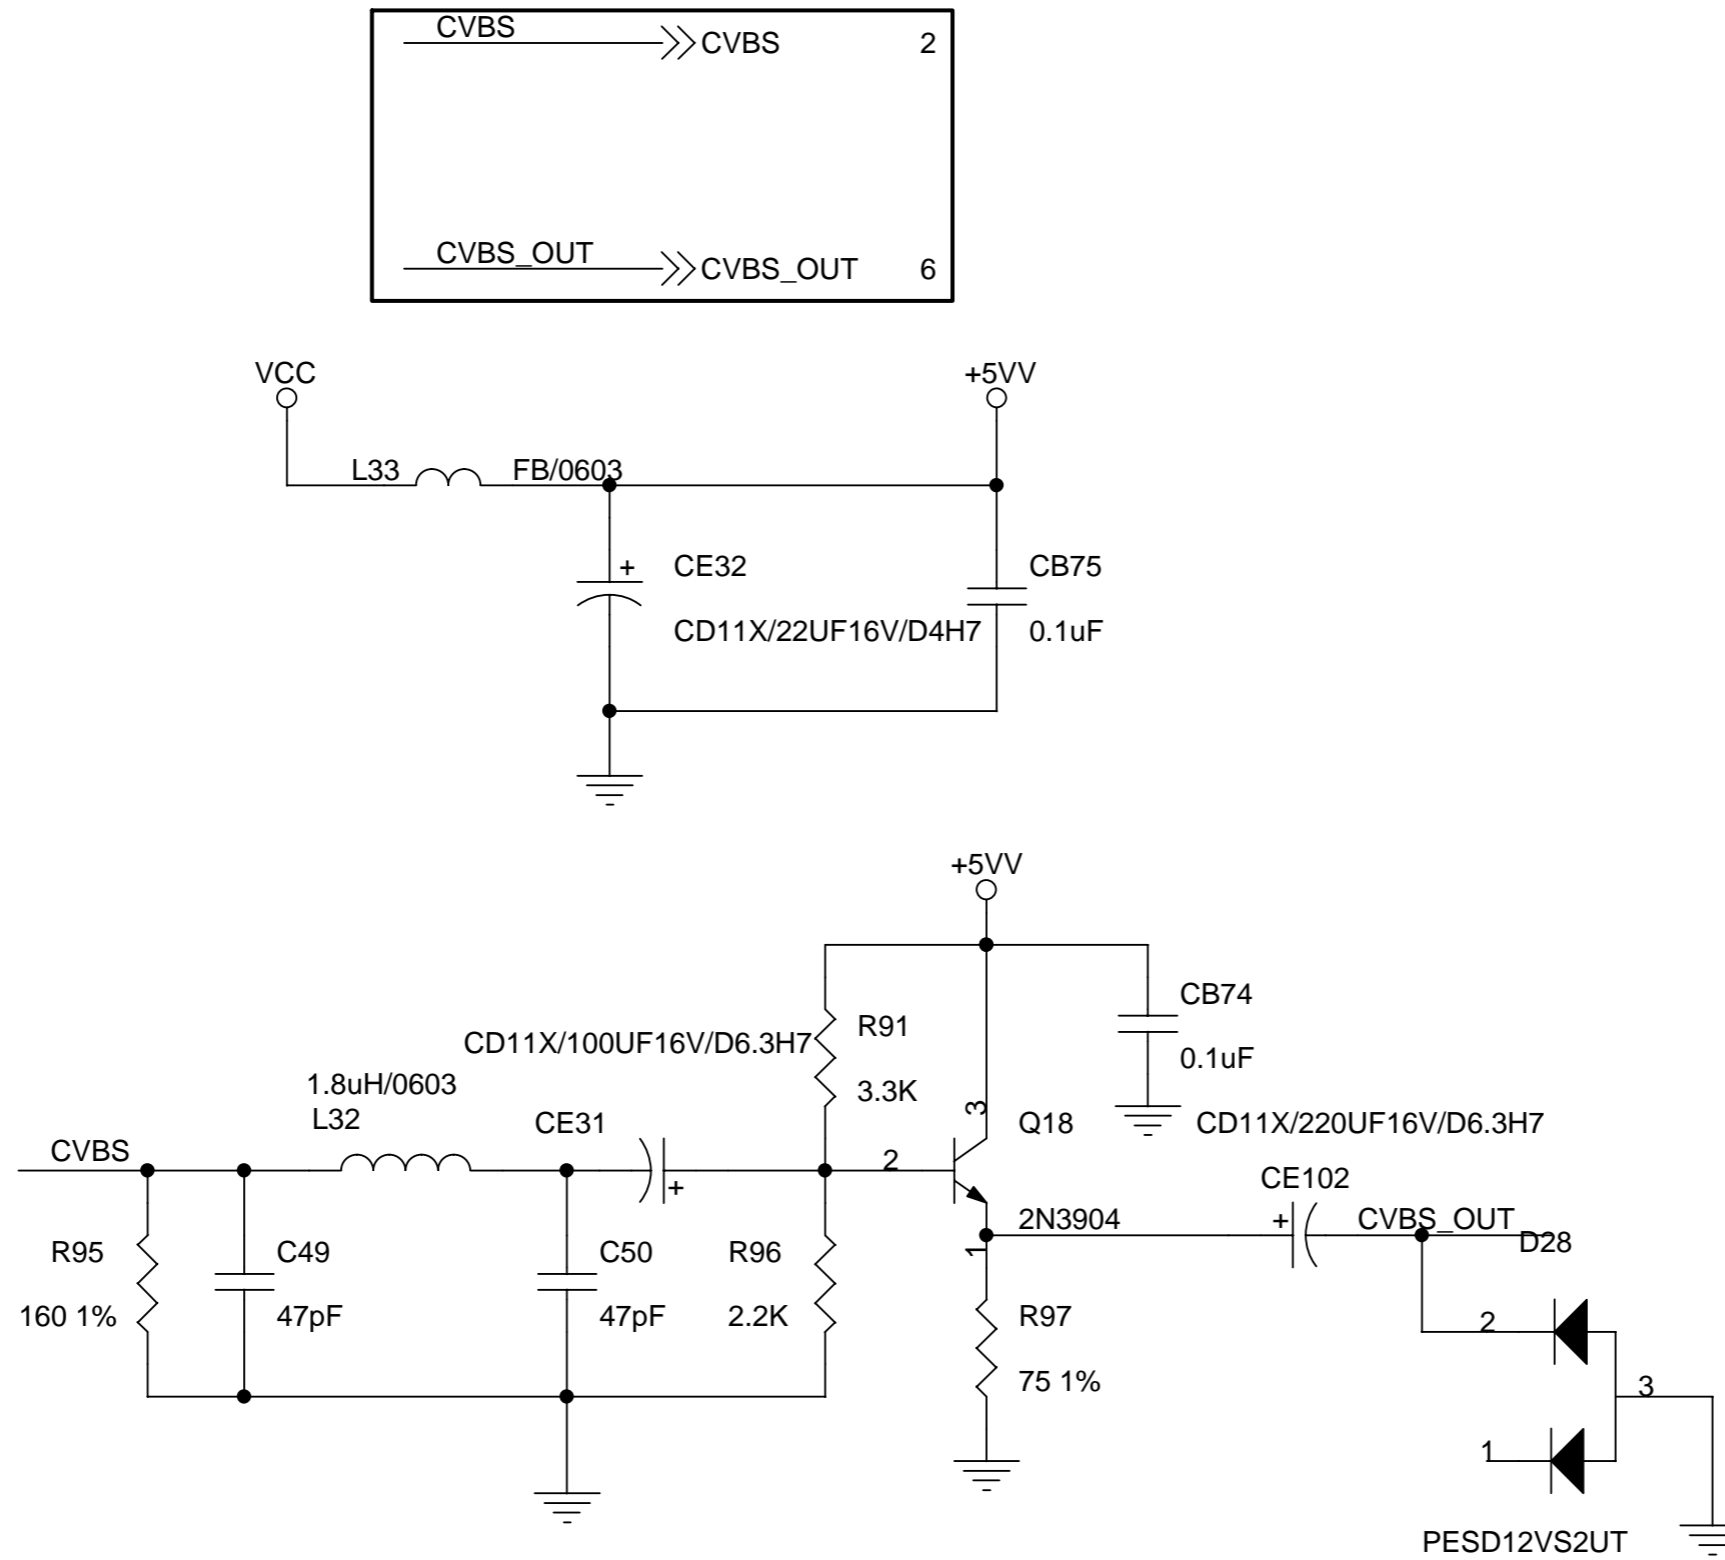 CVBS
CVBS 2
CVBS_OUT
CVBS_OUT 6
VCC
+5VV
L33 FB/0603
+ CE32
CD11X/22UF16V/D4H7
CB75
0.1uF
+5VV
CB74
0.1uF
R91
3.3K
CD11X/100UF16V/D6.3H7
1.8uH/0603
L32
CE31
+
CVBS
3
Q18
2
1
2N3904
CD11X/220UF16V/D6.3H7
CE102
+
CVBS_OUT
D28
R95
160 1%
C49
47pF
C50
47pF
R96
2.2K
R97
75 1%
2
3
1
PESD12VS2UT